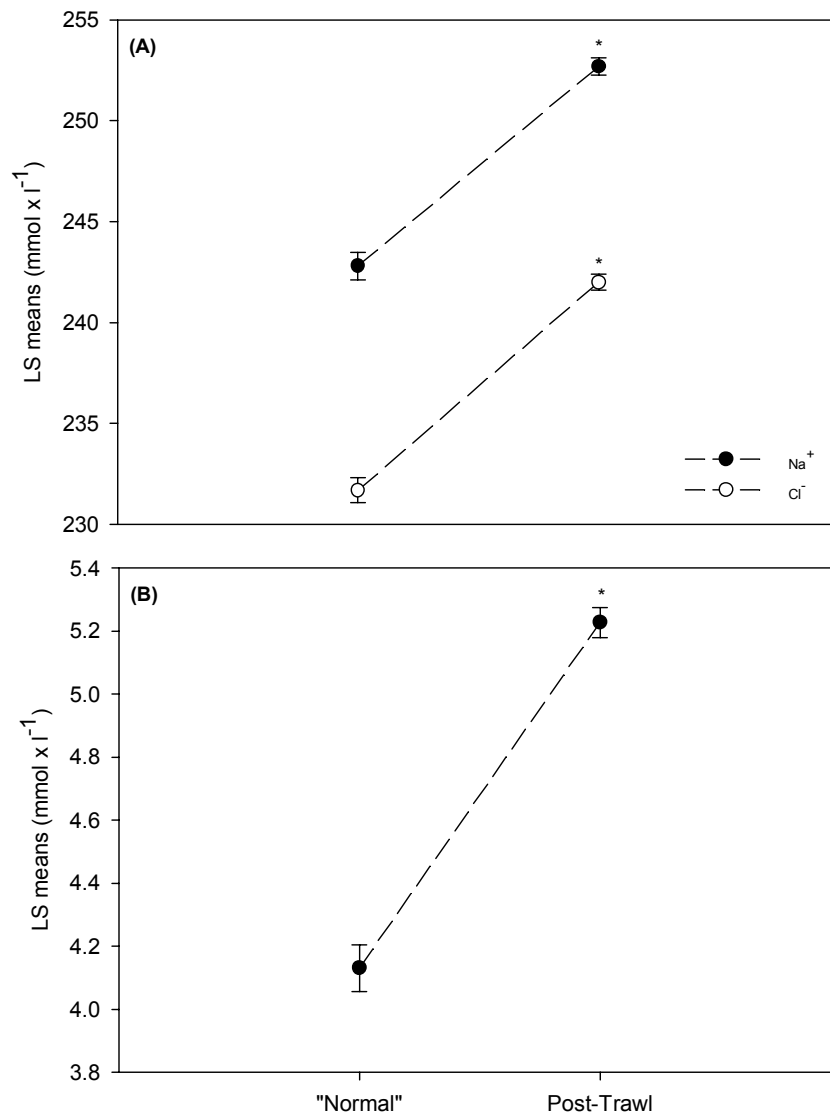 (A)
255
250
245
240
235
230
LS means (mmol x l⁻¹)
*
*
Na⁺
Cl⁻
(B)
5.4
5.2
5.0
4.8
4.6
4.4
4.2
4.0
3.8
LS means (mmol x l⁻¹)
*
"Normal" Post-Trawl